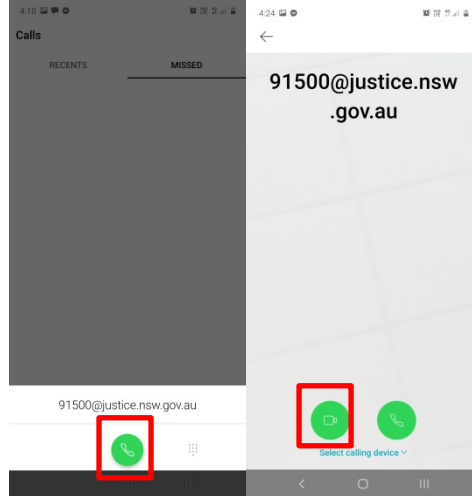 4:10
Calls
RECENTS MISSED
91500@justice.nsw.gov.au
4:24
91500@justice.nsw
.gov.au
Select calling device